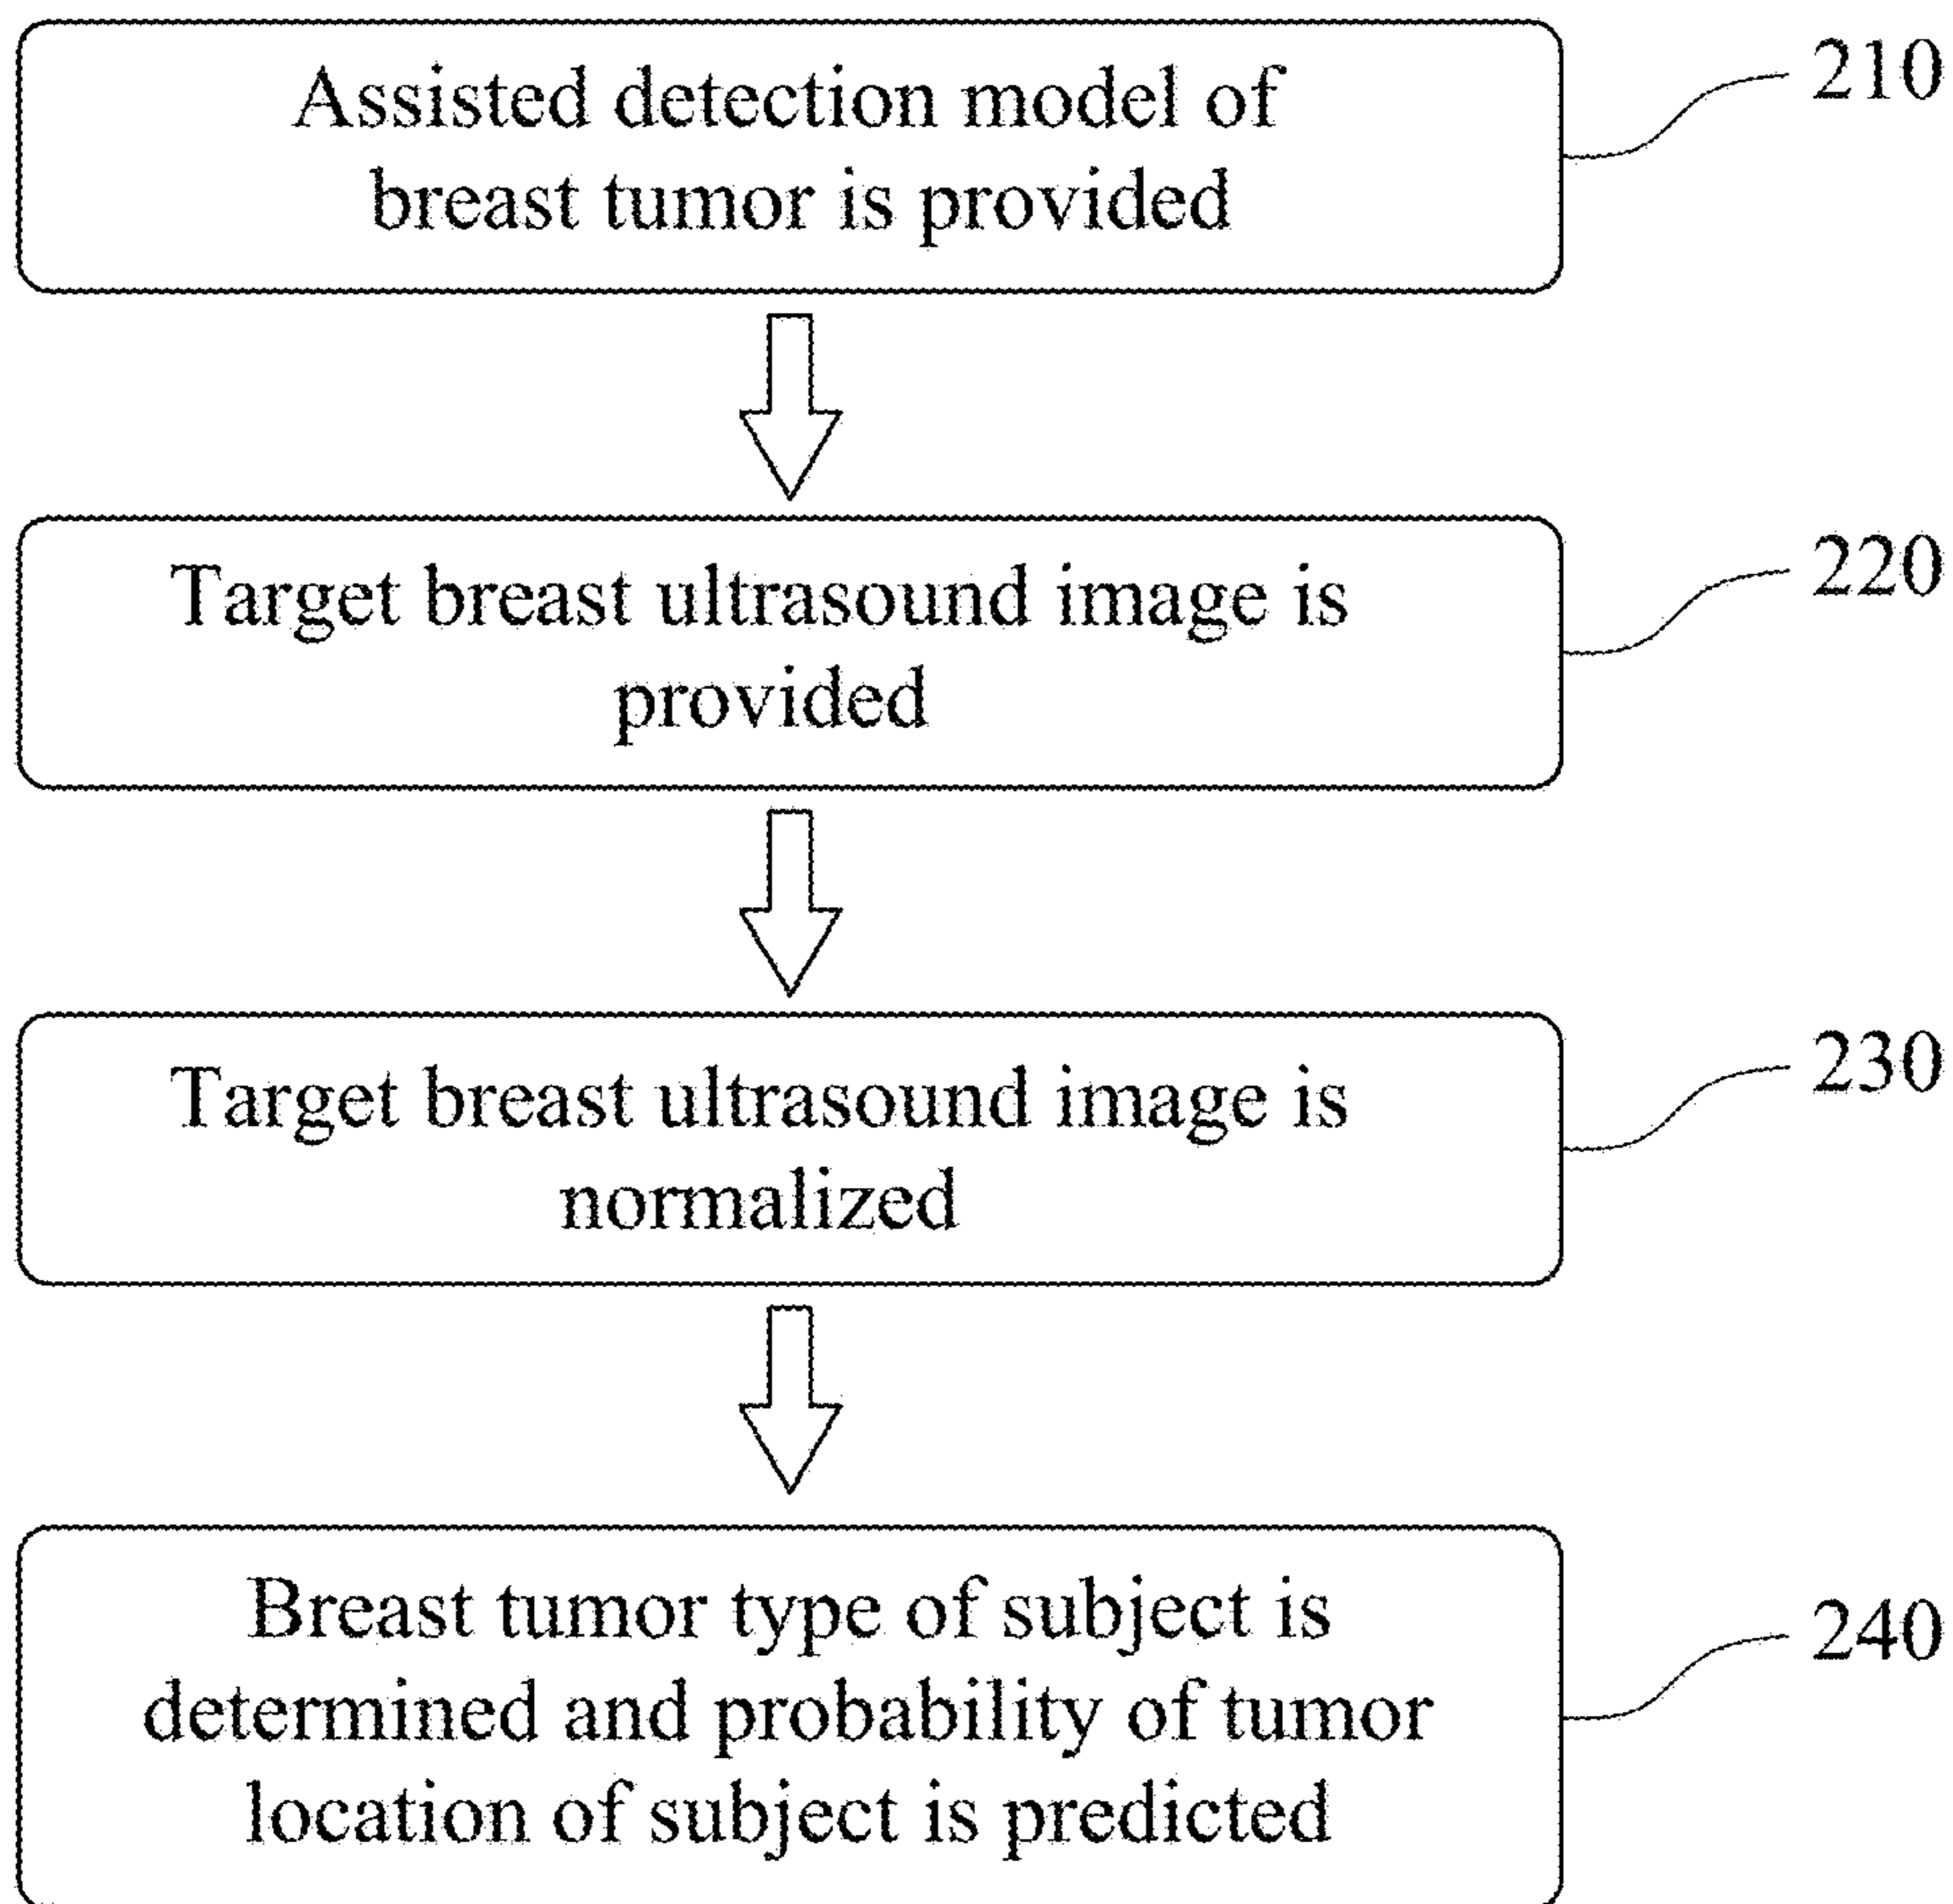 Assisted detection model of
breast tumor is provided
210
Target breast ultrasound image is
provided
220
Target breast ultrasound image is
normalized
230
Breast tumor type of subject is
determined and probability of tumor
location of subject is predicted
240